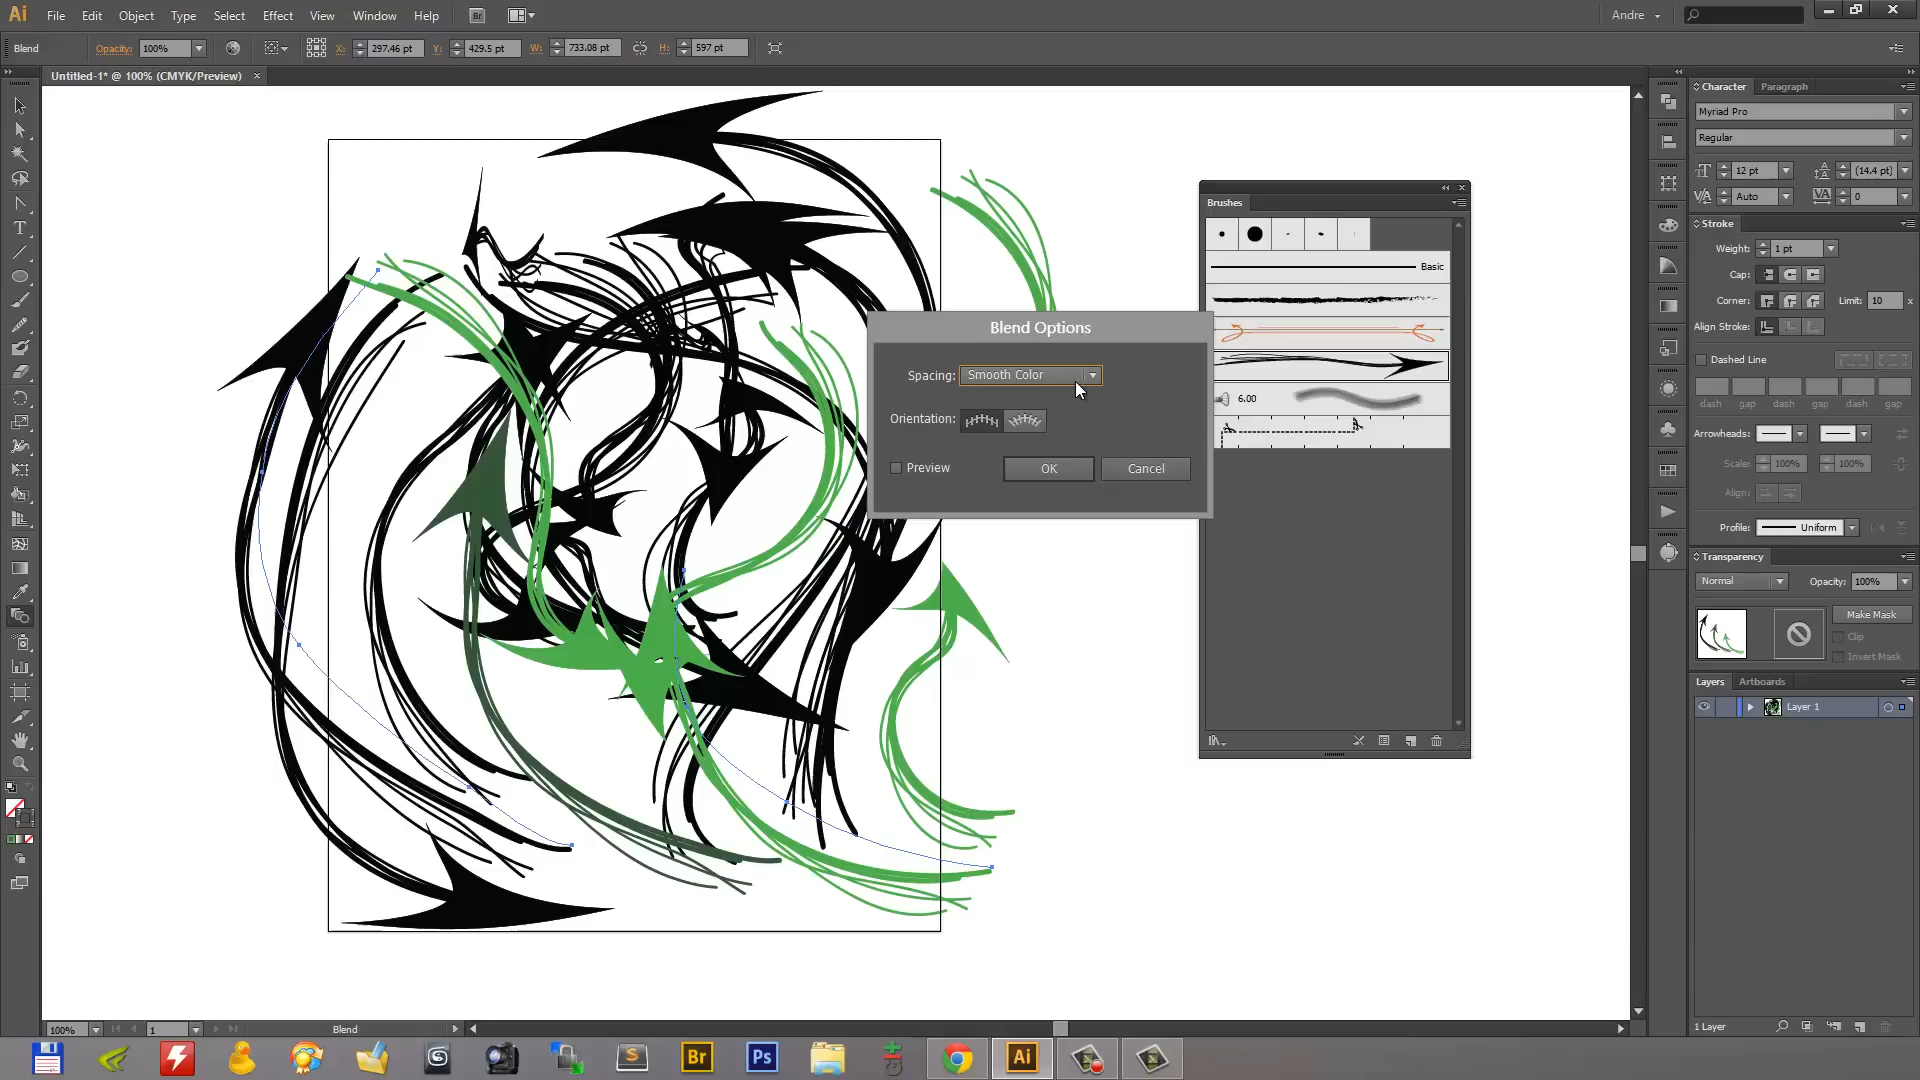 Ai File Edit Object Type Select Effect View Window Help Br Andre
Blend Opacity: 100% X: 297.46 pt Y: 429.5 pt W: 733.08 pt H: 597 pt
Untitled-1* @ 100% (CMYK/Preview)
Character Paragraph
Myriad Pro
Regular
12 pt (14.4 pt)
Auto 0
Stroke
Weight: 1 pt
Cap:
Corner: Limit: 10 x
Align Stroke:
Dashed Line
dash gap dash gap dash gap
Arrowheads:
Scale: 100% 100%
Align:
Profile: Uniform
Transparency
Normal Opacity: 100%
Make Mask
Clip
Invert Mask
Layers Artboards
Layer 1
1 Layer
Brushes
Basic
6.00
Blend Options
Spacing: Smooth Color
Orientation:
Preview OK Cancel
100% 1 Blend
S Br Ps Ai